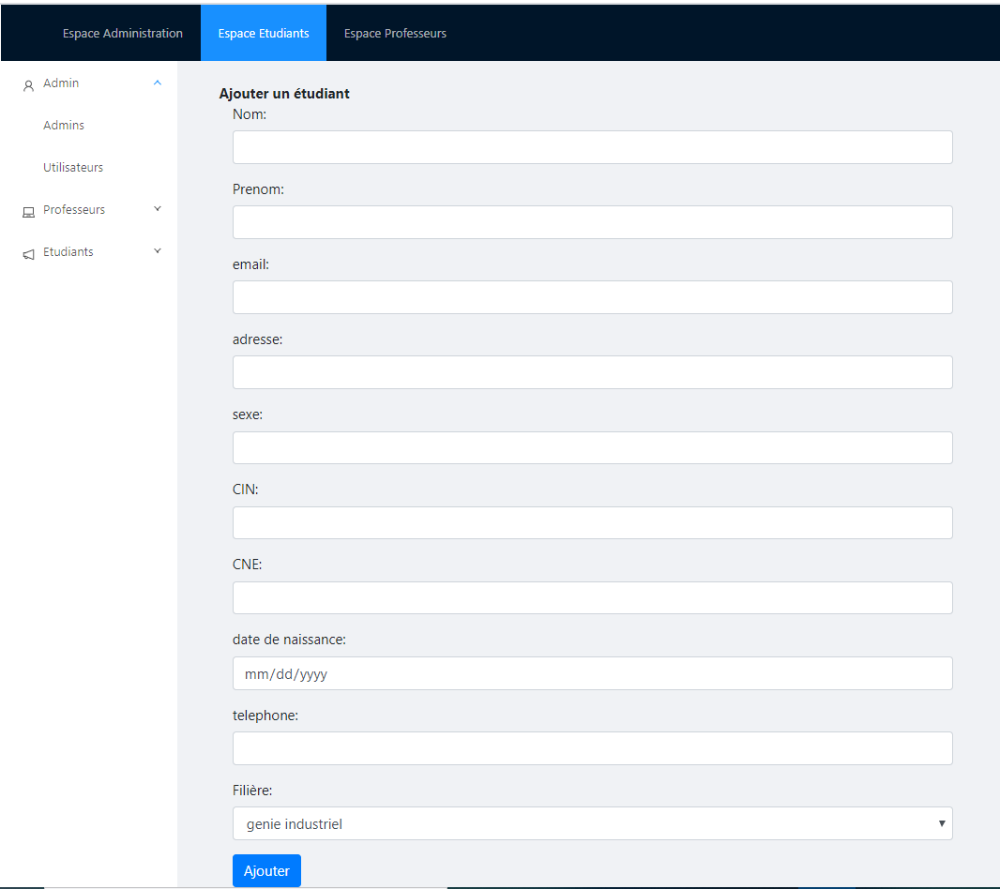 Espace Administration Espace Etudiants Espace Professeurs
Admin
Admins
Utilisateurs
Professeurs
Etudiants
Ajouter un étudiant
Nom:
Prenom:
email:
adresse:
sexe:
CIN:
CNE:
date de naissance:
mm/dd/yyyy
telephone:
Filière:
genie industriel
Ajouter